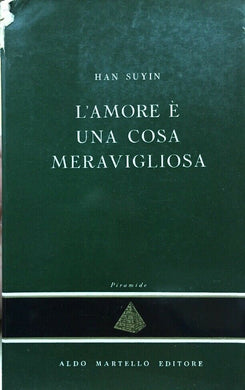 HAN SUYIN
L'AMORE È
UNA COSA
MERAVIGLIOSA
Piramide
ALDO MARTELLO EDITORE